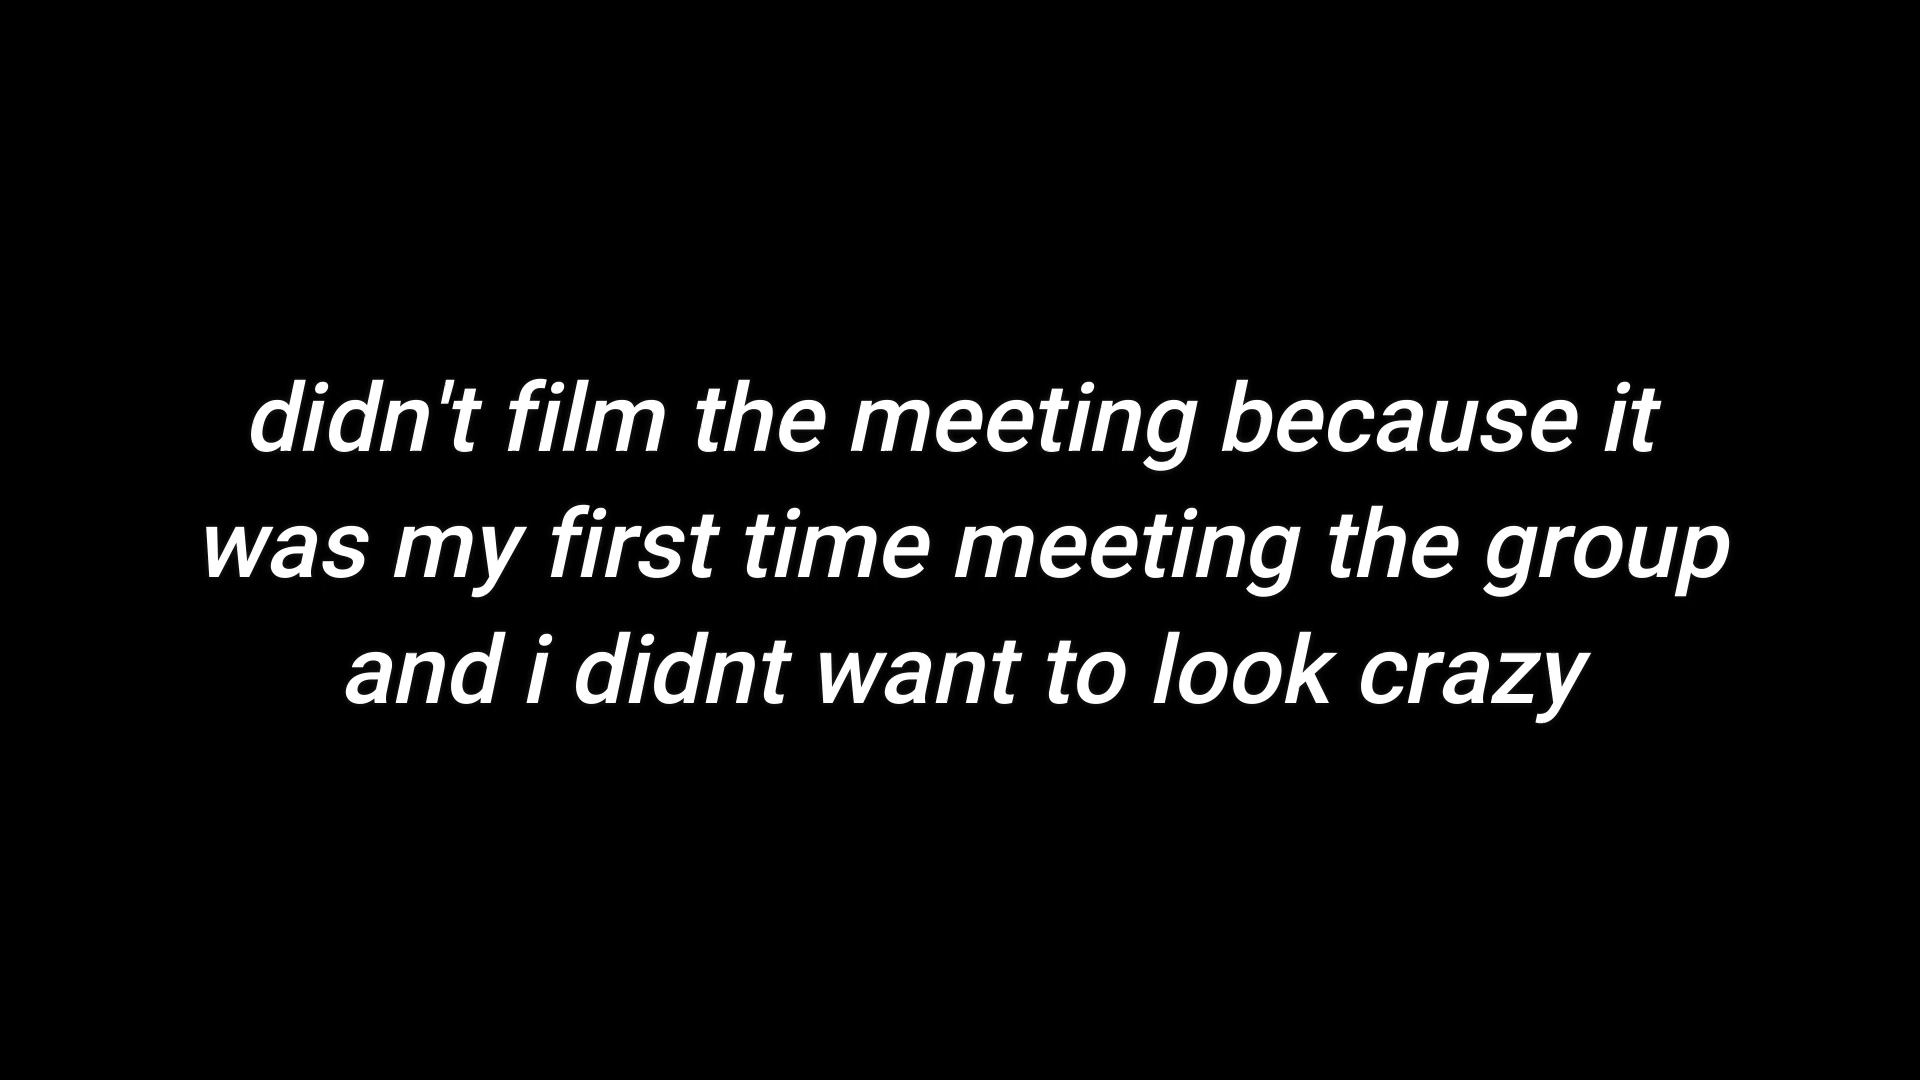 didn't film the meeting because it
was my first time meeting the group
and i didnt want to look crazy